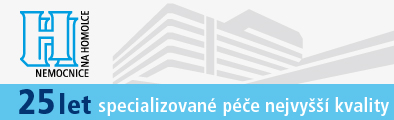 H
NEMOCNICE
NA HOMOLCE
25 let specializované péče nejvyšší kvality